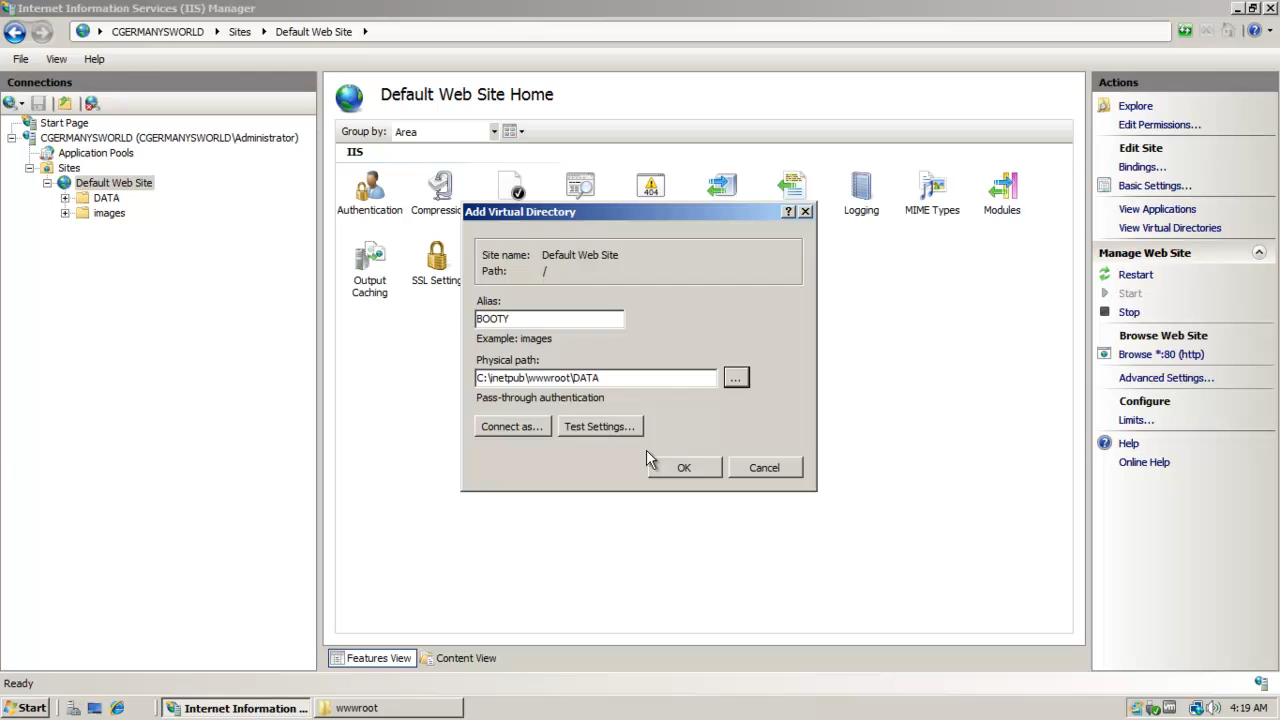 Internet Information Services (IIS) Manager
CGERMANYSWORLD
Sites
Default Web Site
File
View
Help
Connections
Start Page
CGERMANYSWORLD (CGERMANYSWORLD\Administrator)
Application Pools
Sites
Default Web Site
DATA
images
Default Web Site Home
Group by:
Area
IIS
404
Authentication
Logging
MIME Types
Modules
Output
Caching
Add Virtual Directory
Site name:
Default Web Site
Path:
/
Alias:
BOOTY
Example: images
Physical path:
C:\inetpub\wwwroot\DATA
...
Pass-through authentication
Connect as...
Test Settings...
OK
Cancel
Features View
Content View
Actions
Explore
Edit Permissions...
Edit Site
Bindings...
Basic Settings...
View Applications
View Virtual Directories
Manage Web Site
Restart
Start
Stop
Browse Web Site
Browse *:80 (http)
Advanced Settings...
Configure
Limits...
Help
Online Help
Ready
Start
Internet Information ...
wwwroot
4:19 AM